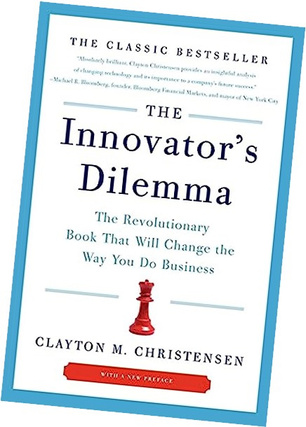 THE CLASSIC BESTSELLER
"Absolutely brilliant. Clayton Christensen provides an insightful analysis
of changing technology and its importance to a company's future success."
—Michael R. Bloomberg, founder, Bloomberg Financial Markets, and mayor of New York City
THE
Innovator's
Dilemma
The Revolutionary
Book That Will Change the
Way You Do Business
CLAYTON M. CHRISTENSEN
WITH A NEW PREFACE